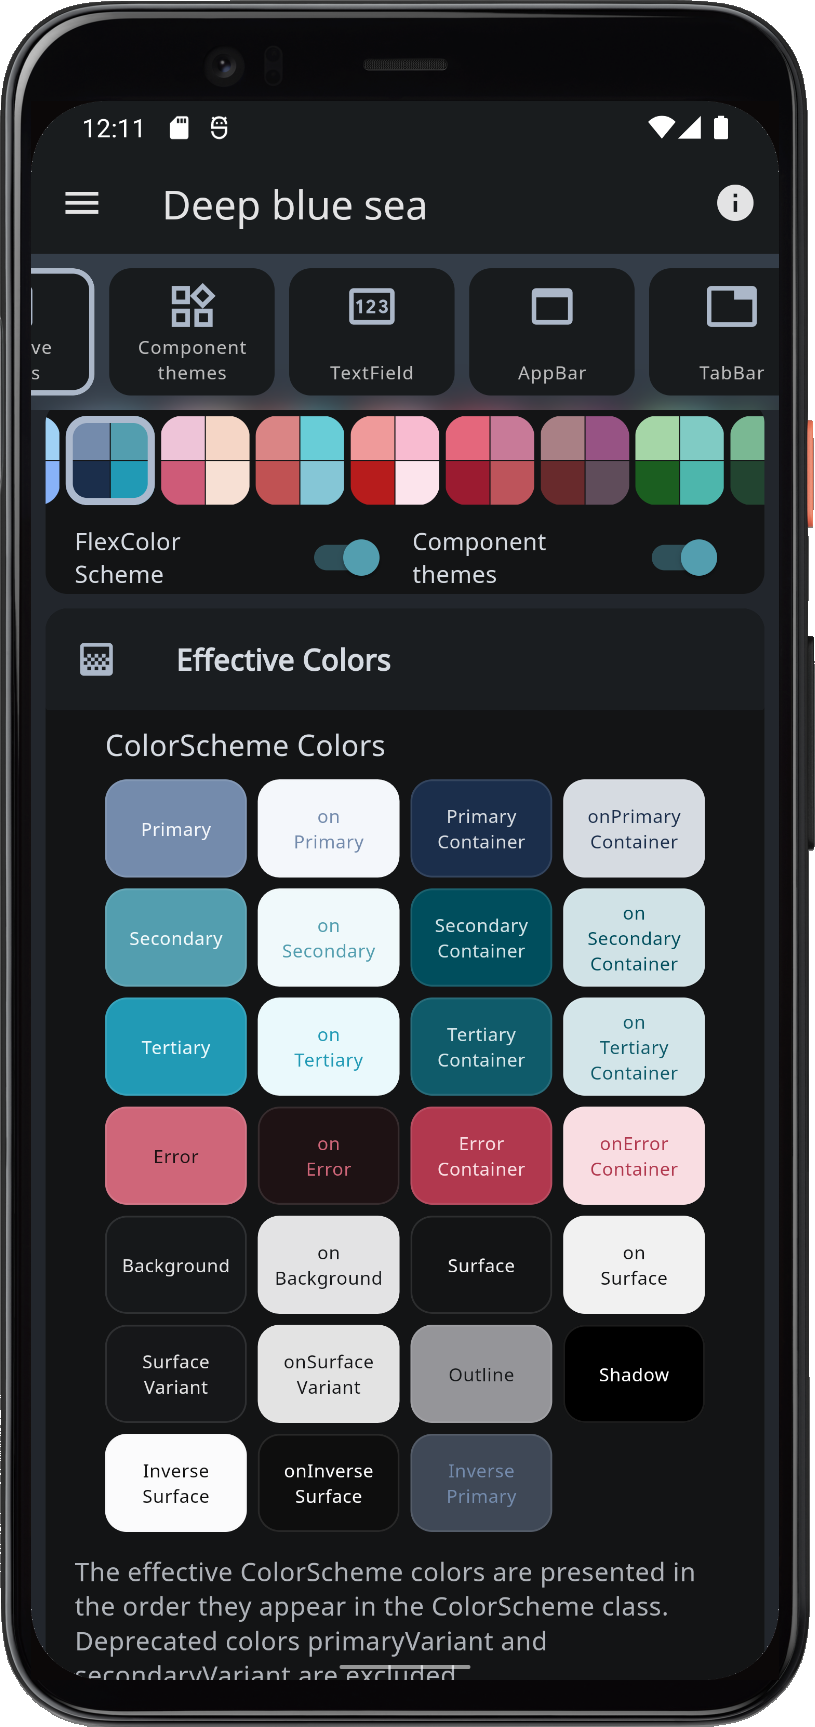 12:11
Deep blue sea
ve
s
Component
themes
123
TextField
AppBar
TabBar
FlexColor
Scheme
Component
themes
Effective Colors
ColorScheme Colors
Primary
on
Primary
Primary
Container
onPrimary
Container
Secondary
on
Secondary
Secondary
Container
on
Secondary
Container
Tertiary
on
Tertiary
Tertiary
Container
on
Tertiary
Container
Error
on
Error
Error
Container
onError
Container
Background
on
Background
Surface
on
Surface
Surface
Variant
onSurface
Variant
Outline
Shadow
Inverse
Surface
onInverse
Surface
Inverse
Primary
The effective ColorScheme colors are presented in
the order they appear in the ColorScheme class.
Deprecated colors primaryVariant and
secondaryVariant are excluded